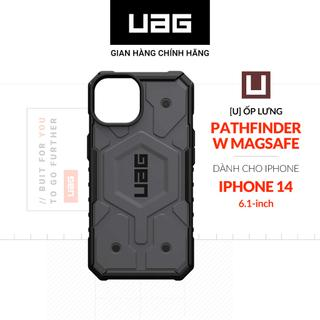 UAG
GIAN HÀNG CHÍNH HÃNG
U
[U] ỐP LƯNG
PATHFINDER
W MAGSAFE
DÀNH CHO IPHONE
IPHONE 14
6.1-inch
// BUILT FOR YOU
TO GO FURTHER
UAG
UAG